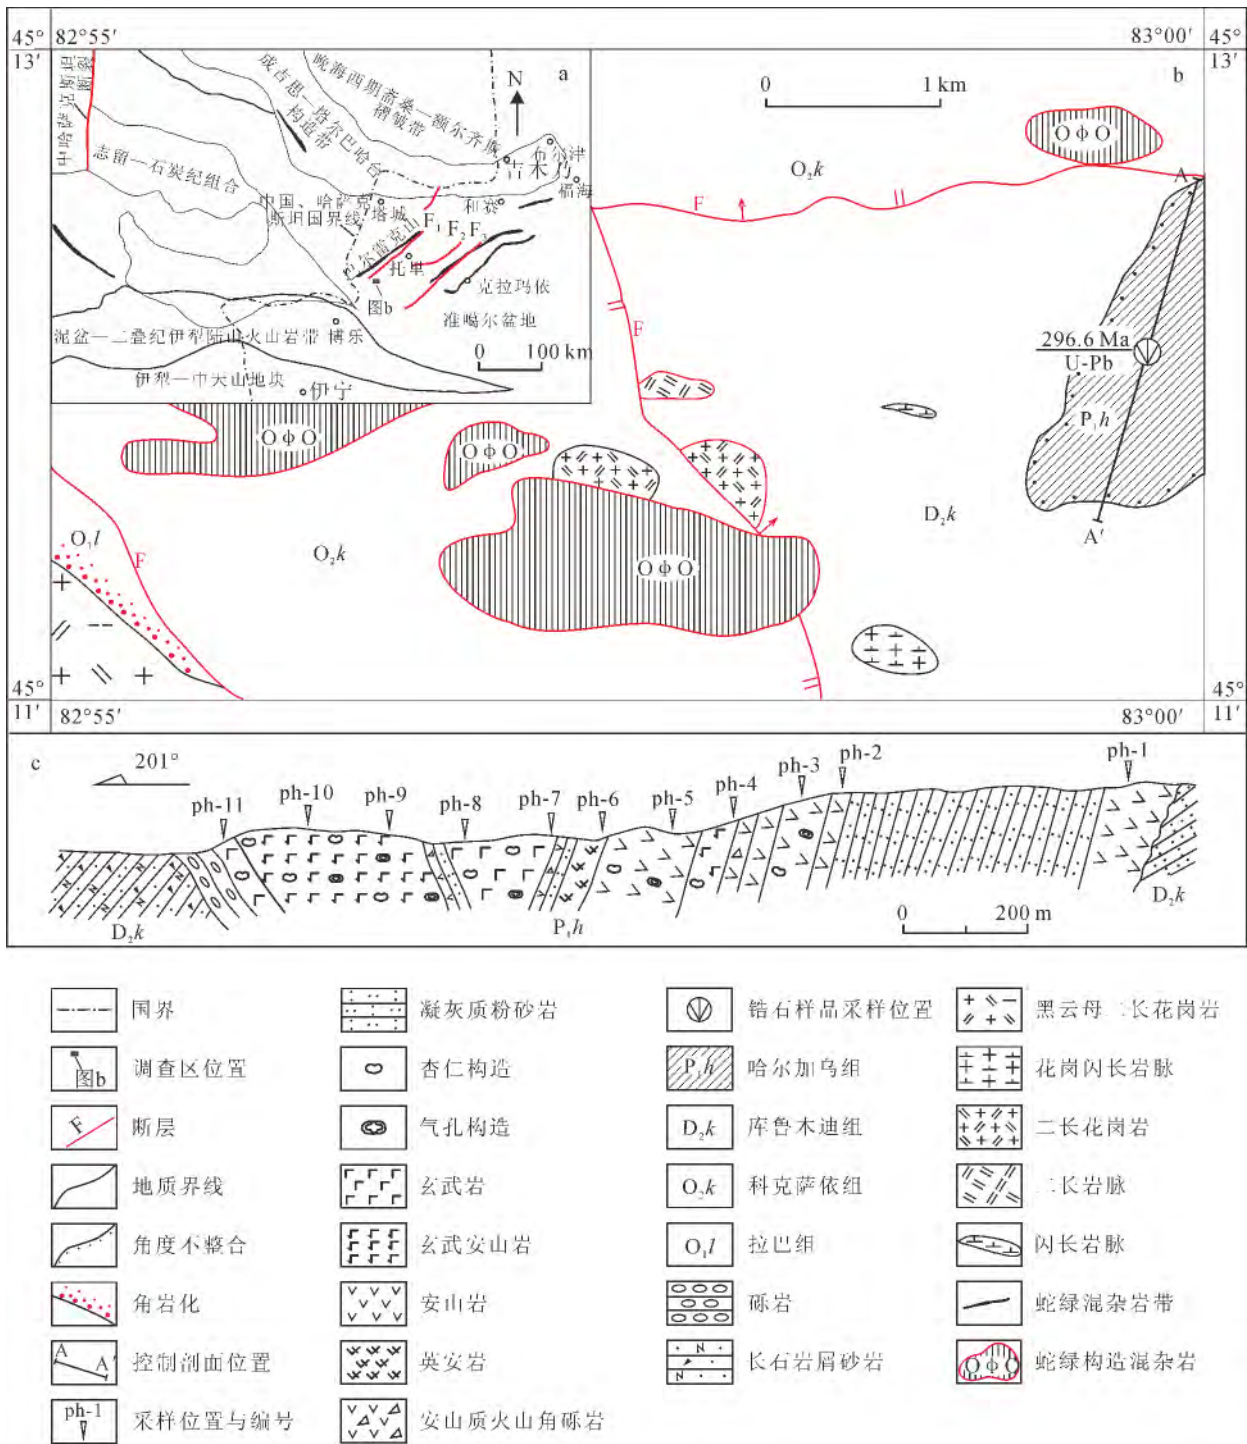 45°
13′
82°55′
83°00′
45°
13′
a
N
中哈萨克斯坦
成吉思—塔尔巴哈台
构造带
晚海西期斋桑—额尔齐斯
褶皱带
志留—石炭纪组合
中国、哈萨克
斯坦国界线
塔城
吉木乃
布尔津
福海
和赛
巴尔雷克山
F₁
F₂
F₃
托里
图b
克拉玛依
准噶尔盆地
泥盆—二叠纪伊犁陆山火山岩带
博乐
伊犁—中天山地块
伊宁
0
100 km
b
0
1 km
OφO
O₂k
F
A
F
296.6 Ma
U-Pb
P₁h
OφO
OφO
D₂k
A′
O₁l
F
O₂k
OφO
45°
11′
82°55′
83°00′
45°
11′
c
201°
ph-11
ph-10
ph-9
ph-8
ph-7
ph-6
ph-5
ph-4
ph-3
ph-2
ph-1
D₂k
P₁h
D₂k
0
200 m
国界
凝灰质粉砂岩
锆石样品采样位置
黑云母二长花岗岩
图b
调查区位置
杏仁构造
P₁h
哈尔加乌组
花岗闪长岩脉
F
断层
气孔构造
D₂k
库鲁木迪组
二长花岗岩
地质界线
玄武岩
O₂k
科克萨依组
二长岩脉
角度不整合
玄武安山岩
O₁l
拉巴组
闪长岩脉
角岩化
安山岩
砾岩
蛇绿混杂岩带
A
A′
控制剖面位置
英安岩
N
N
长石岩屑砂岩
OφO
蛇绿构造混杂岩
ph-1
采样位置与编号
安山质火山角砾岩